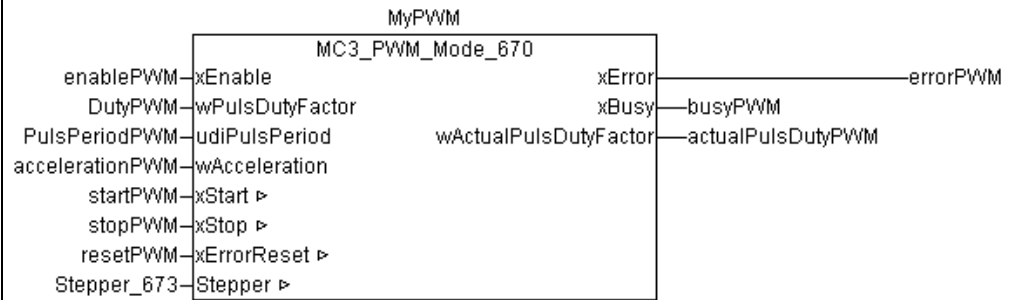 MyPWM
MC3_PWM_Mode_670
enablePWM xEnable xError errorPWM
DutyPWM wPulsDutyFactor xBusy busyPWM
PulsPeriodPWM udiPulsPeriod wActualPulsDutyFactor actualPulsDutyPWM
accelerationPWM wAcceleration
startPWM xStart ▹
stopPWM xStop ▹
resetPWM xErrorReset ▹
Stepper_673 Stepper ▹